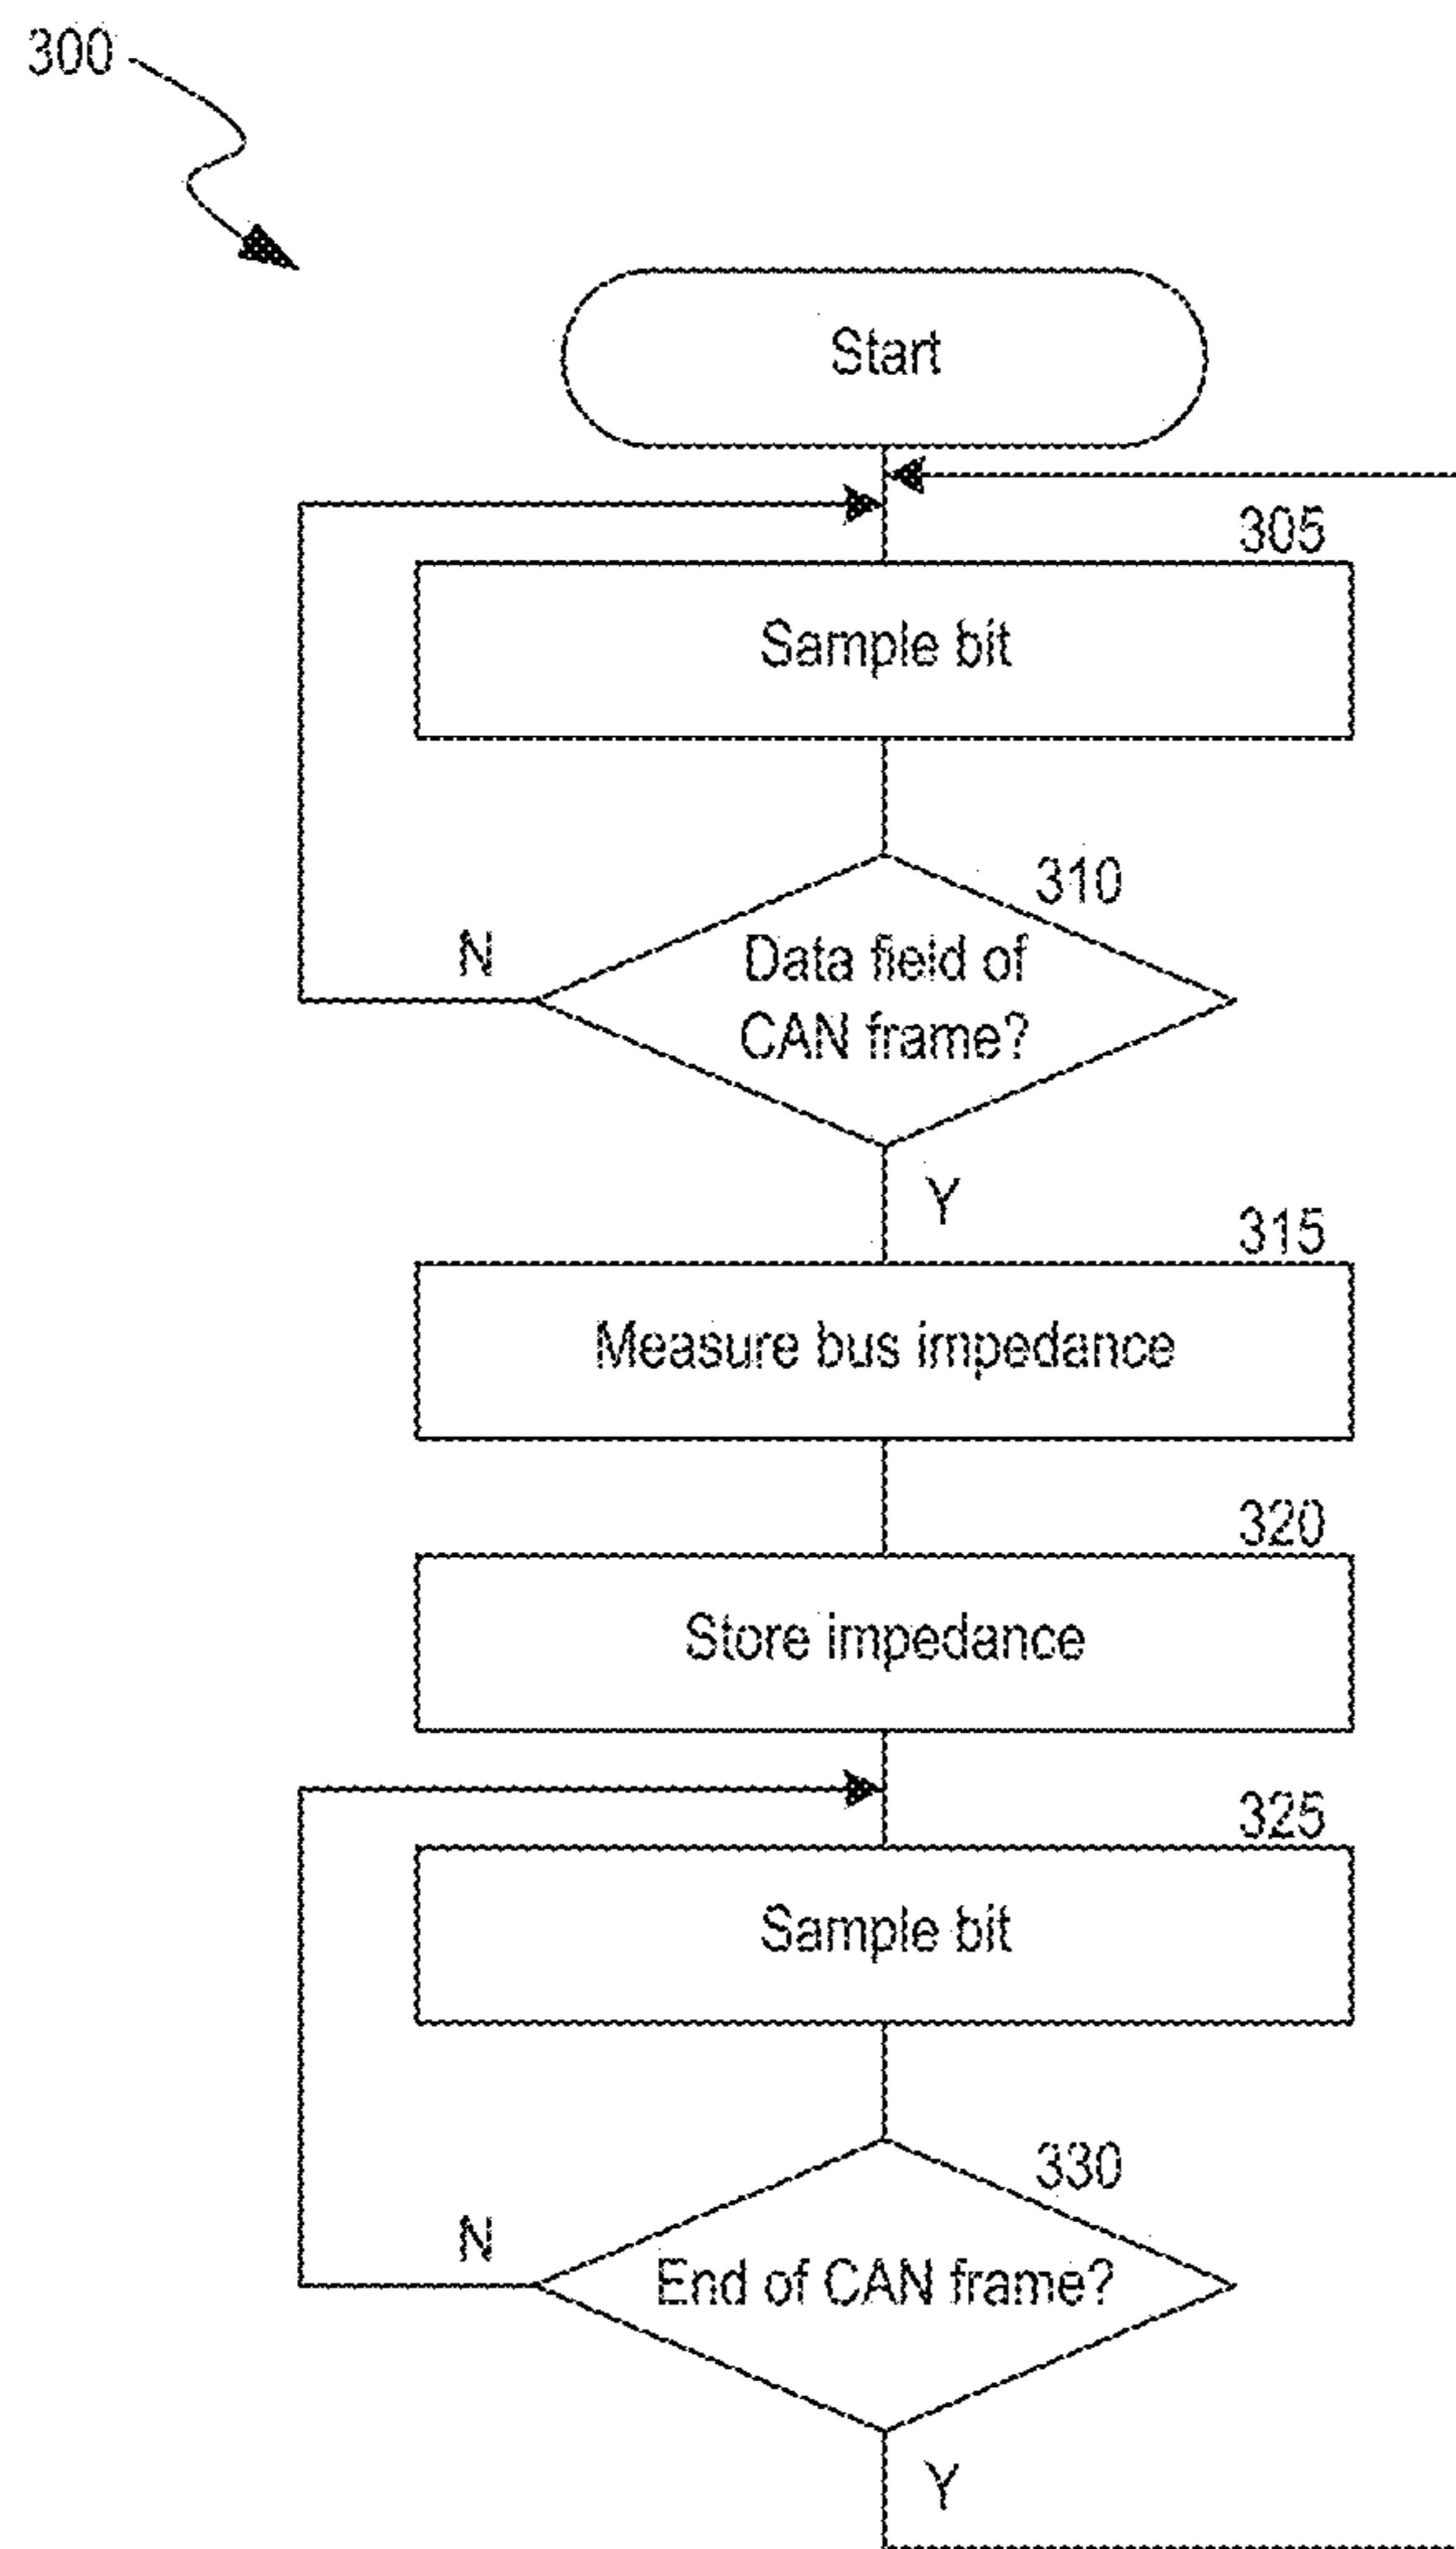 300
Start
305
Sample bit
310
Data field of
CAN frame?
N
Y
315
Measure bus impedance
320
Store impedance
325
Sample bit
330
N
End of CAN frame?
Y